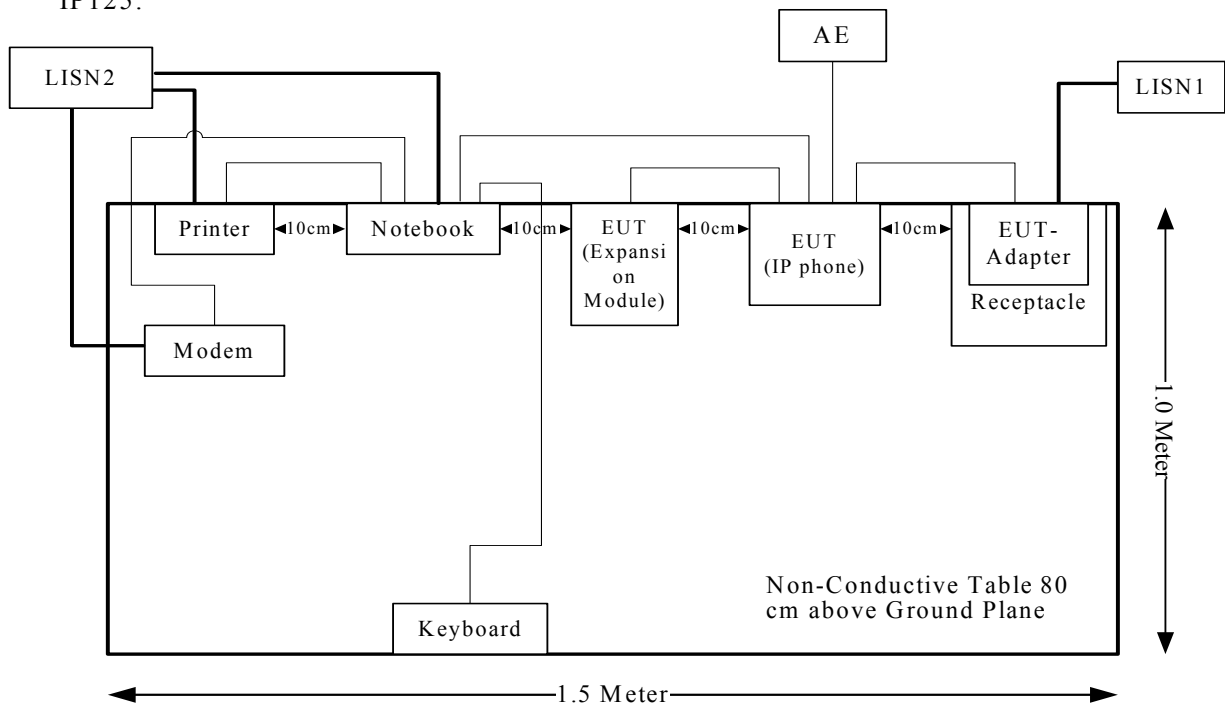 IP125.
AE
LISN2
LISN1
Printer
10cm
Notebook
10cm
EUT
(Expansi
on
Module)
10cm
EUT
(IP phone)
10cm
EUT-
Adapter
Receptacle
Modem
1.0 Meter
Non-Conductive Table 80
cm above Ground Plane
Keyboard
1.5 Meter